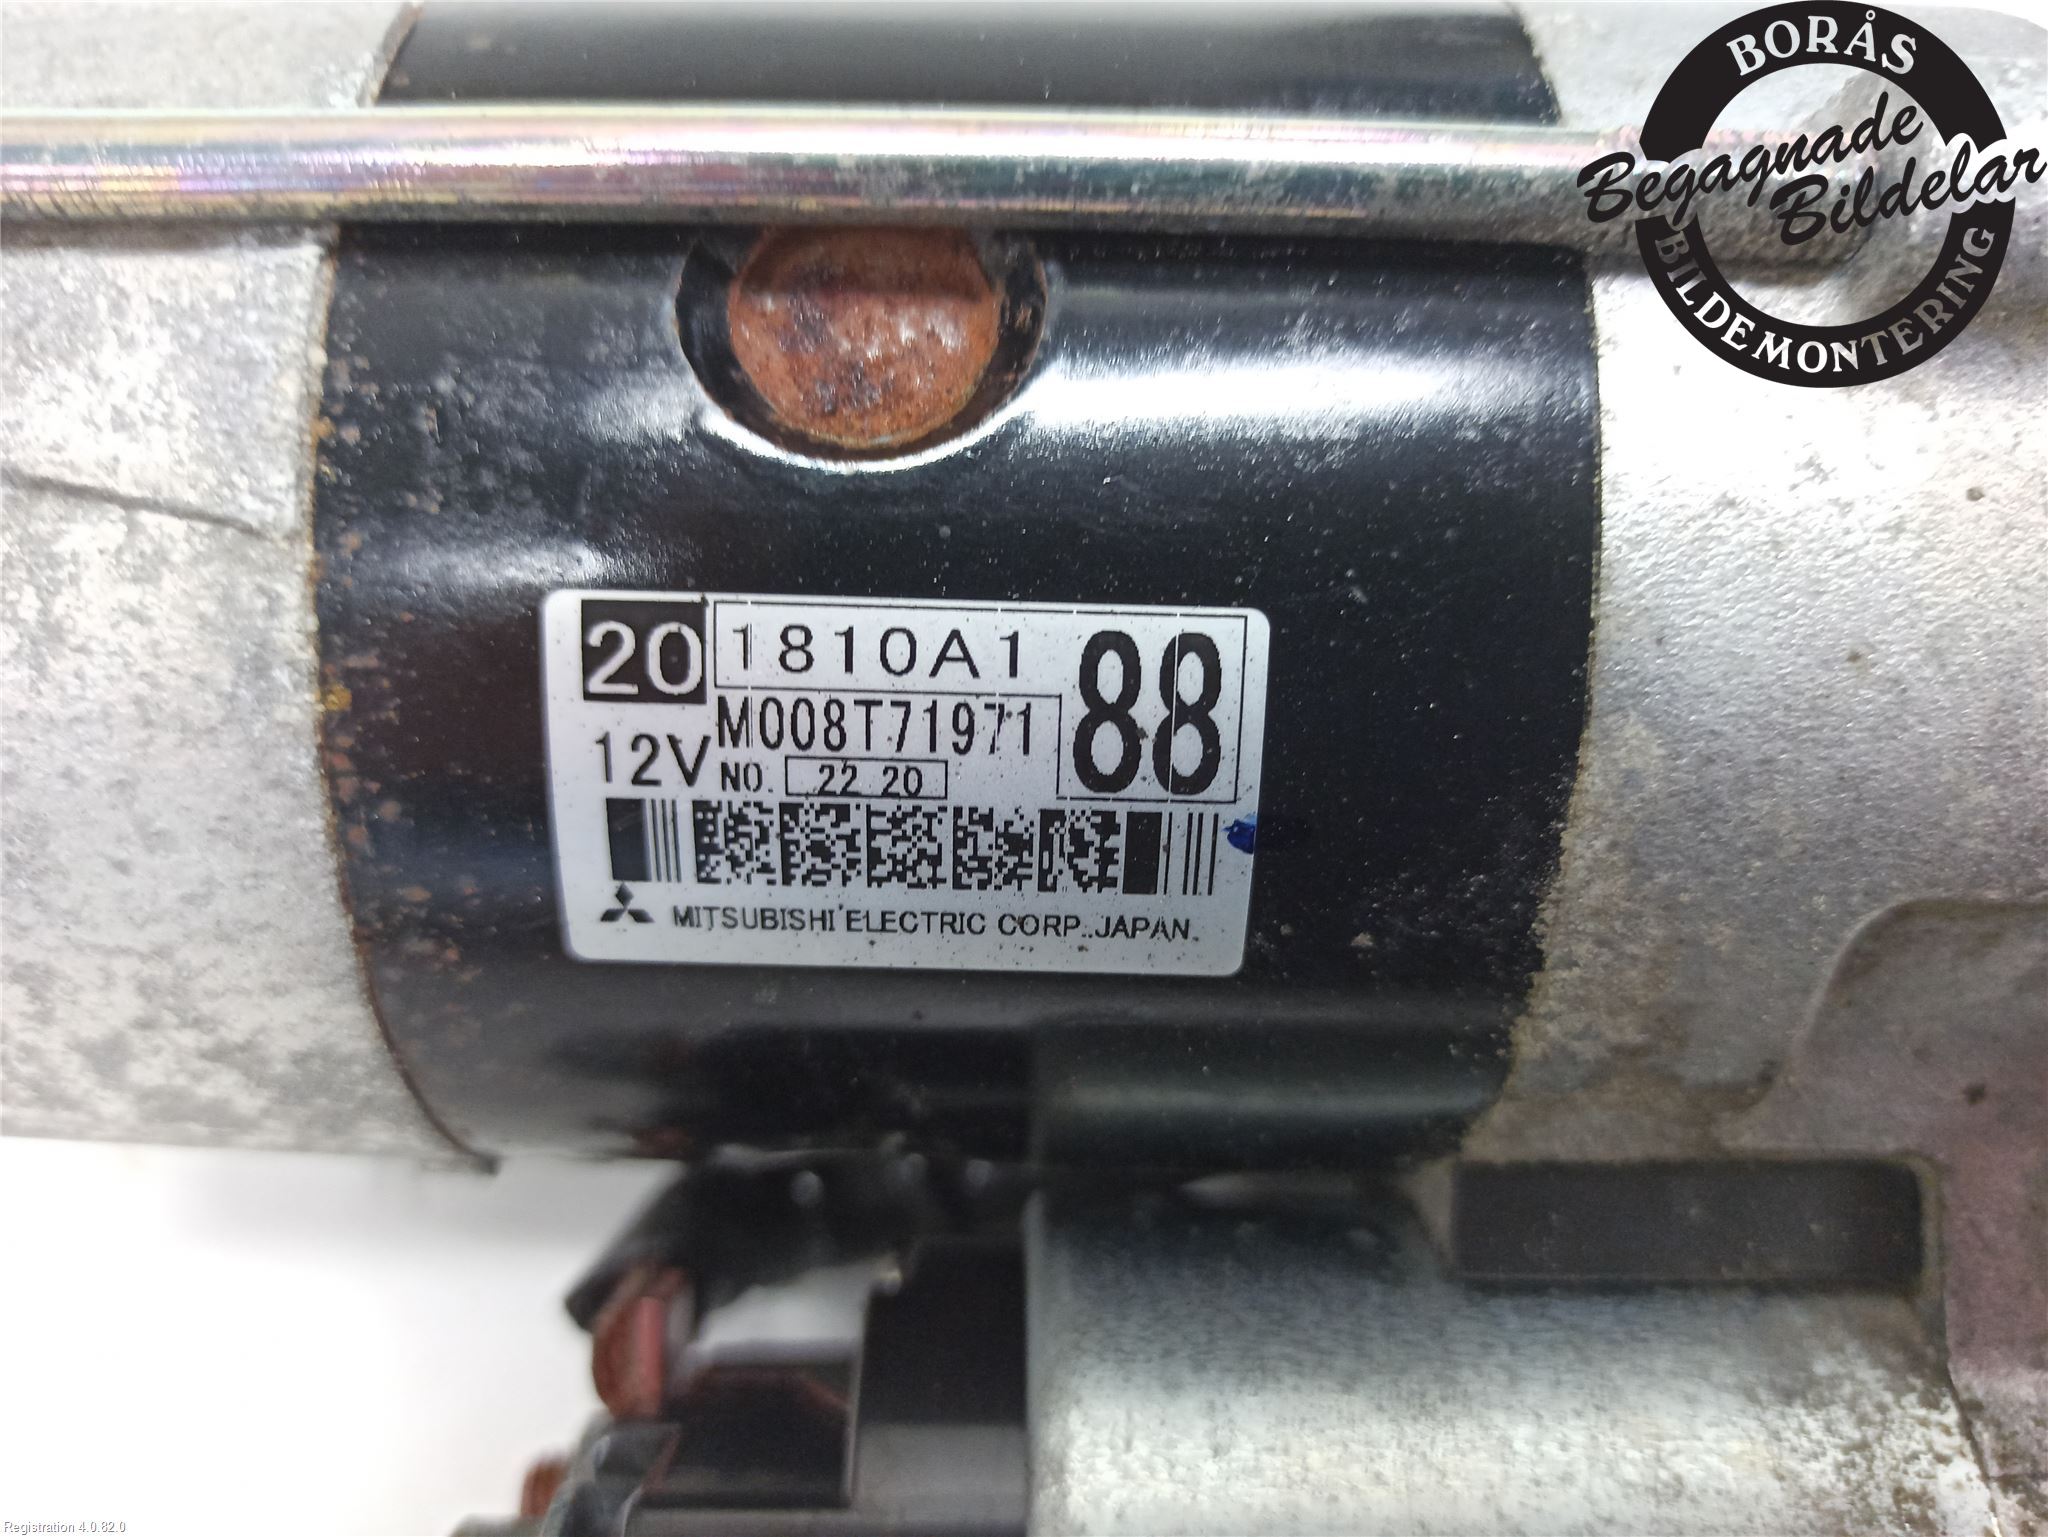 BORÅS
Begagnade
Bildelar
BILDEMONTERING
20 1810A1 88
M008T71971
12V NO. 22 20
MITSUBISHI ELECTRIC CORP. JAPAN.
Registration 4.0.82.0